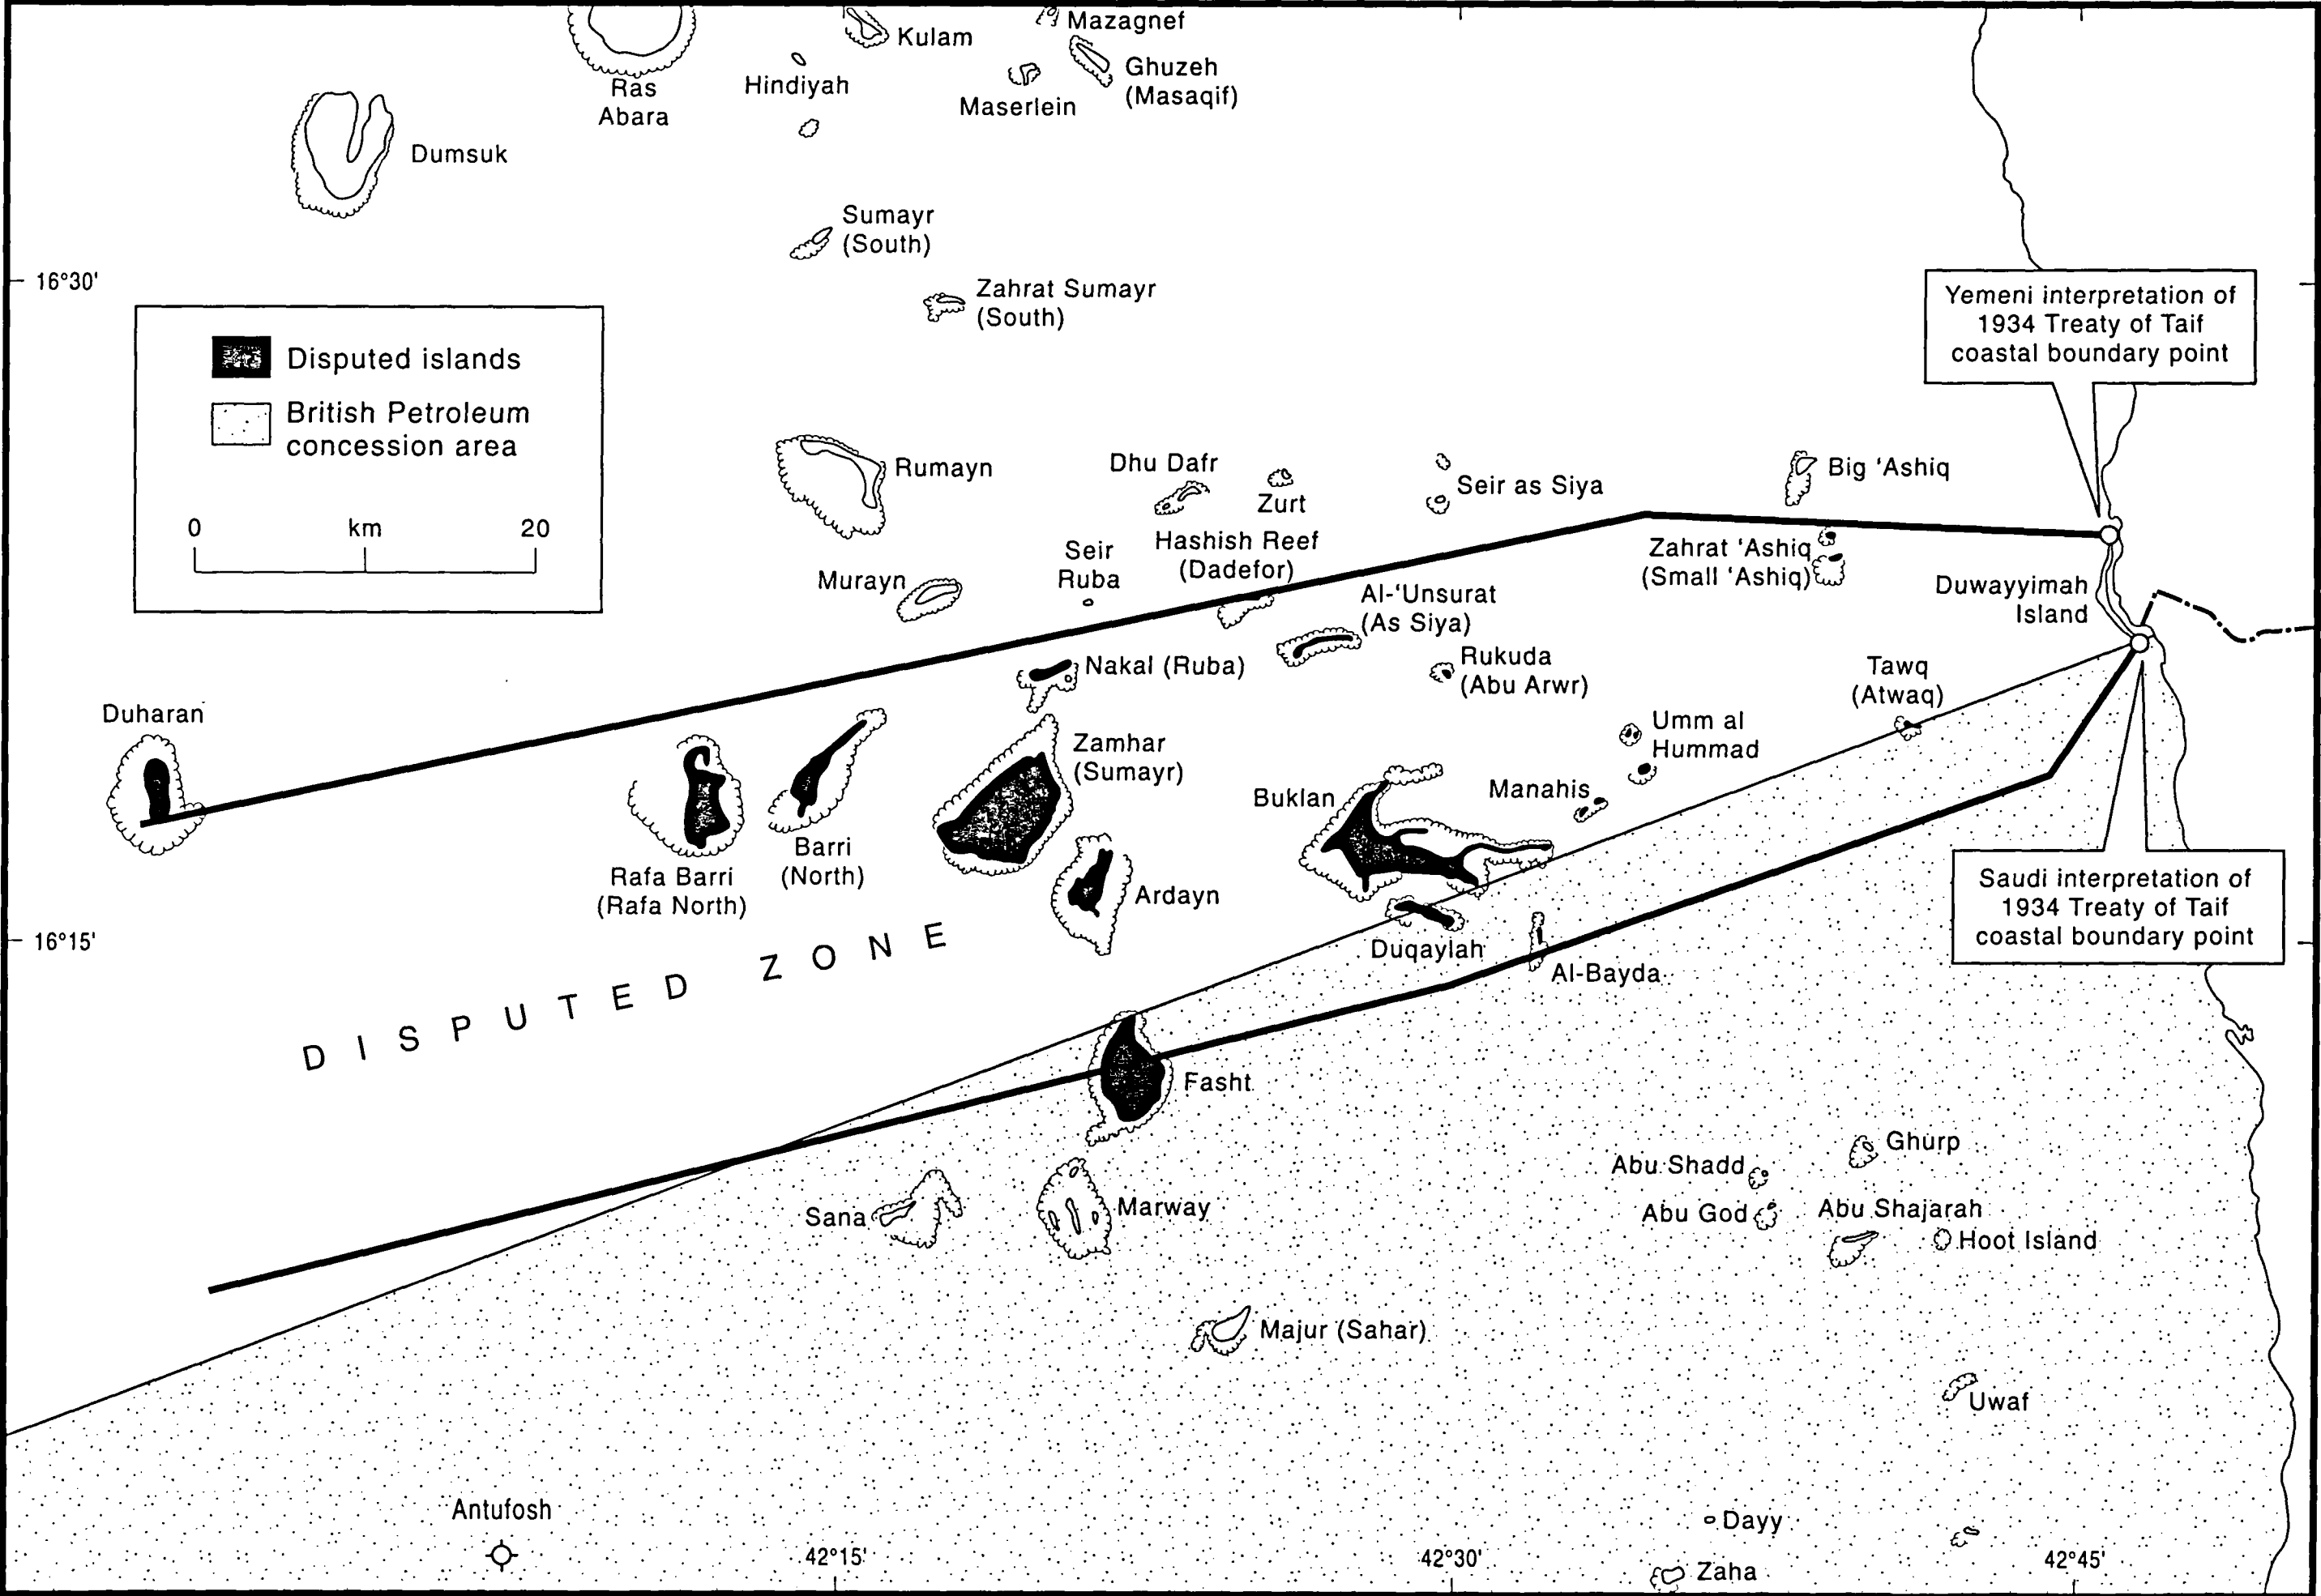 Mazagnef
Kulam
Ghuzeh
(Masaqif)
Hindiyah
Maserlein
Ras
Abara
Dumsuk
Sumayr
(South)
16°30'
Zahrat Sumayr
(South)
Yemeni interpretation of
1934 Treaty of Taif
coastal boundary point
Disputed islands
British Petroleum
concession area
0 km 20
Rumayn
Dhu Dafr
Zurt
Seir as Siya
Big ‘Ashiq
Hashish Reef
(Dadefor)
Seir
Ruba
Murayn
Zahrat ‘Ashiq
(Small ‘Ashiq)
Duwayyimah
Island
Al-‘Unsurat
(As Siya)
Nakal (Ruba)
Rukuda
(Abu Arwr)
Tawq
(Atwaq)
Duharan
Umm al
Hummad
Zamhar
(Sumayr)
Buklan
Manahis
Barri
(North)
Rafa Barri
(Rafa North)
Ardayn
Saudi interpretation of
1934 Treaty of Taif
coastal boundary point
16°15'
Duqaylah
Al-Bayda
DISPUTED ZONE
Fasht
Ghurp
Abu Shadd
Sana
Marway
Abu God
Abu Shajarah
Hoot Island
Majur (Sahar)
Uwaf
Antufosh
Dayy
42°15'
42°30'
42°45'
Zaha